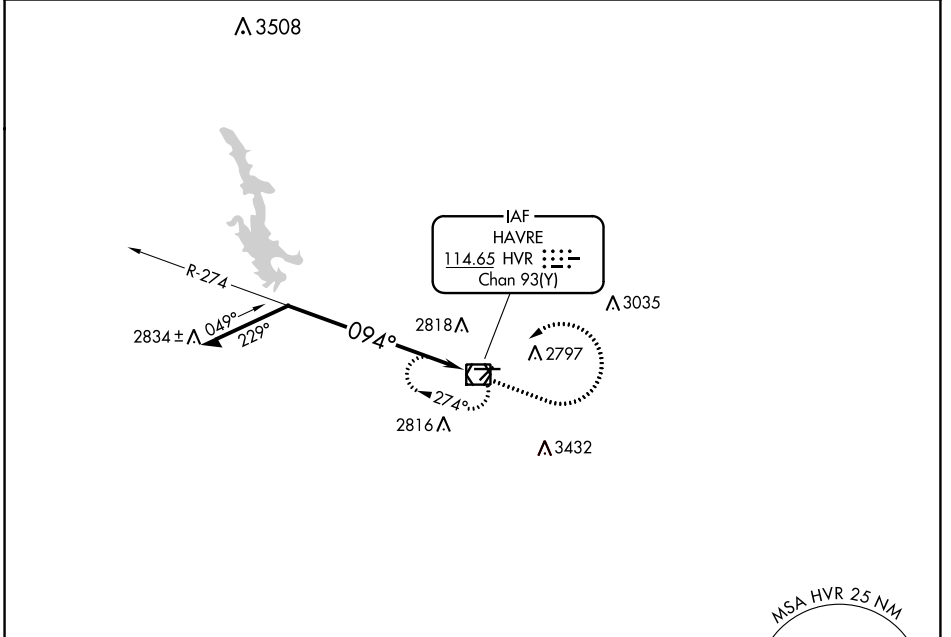 3508
IAF
HAVRE
114.65 HVR
Chan 93(Y)
R-274
3035
2834 ±
049°
229°
094°
2818
2797
274°
2816
3432
MSA HVR 25 NM